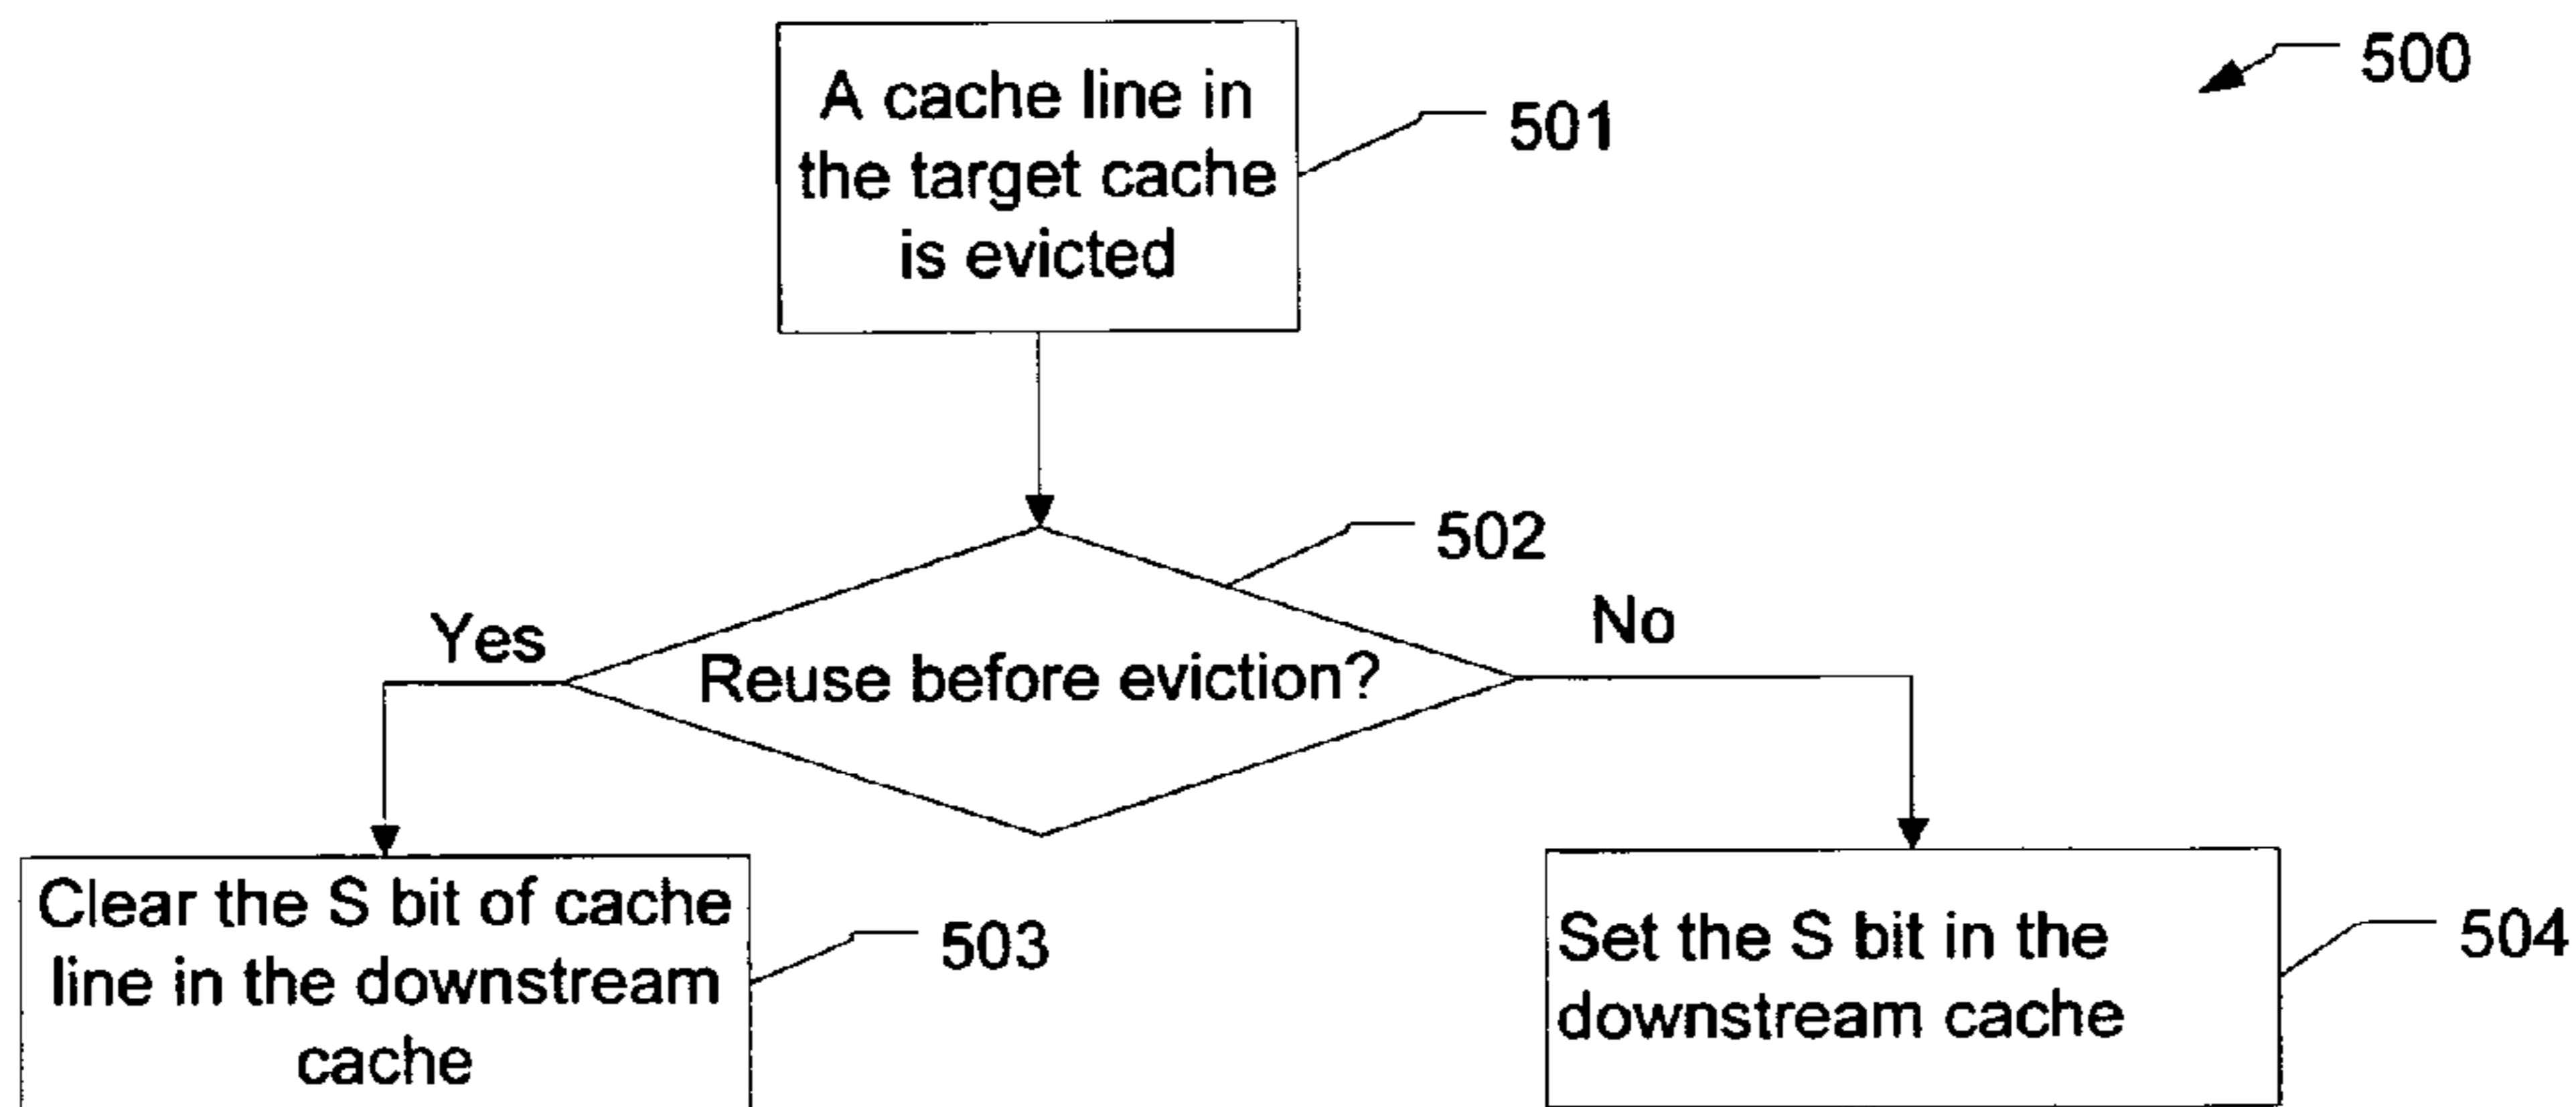 500
A cache line in
the target cache
is evicted
501
502
Yes
No
Reuse before eviction?
Clear the S bit of cache
line in the downstream
cache
503
Set the S bit in the
downstream cache
504